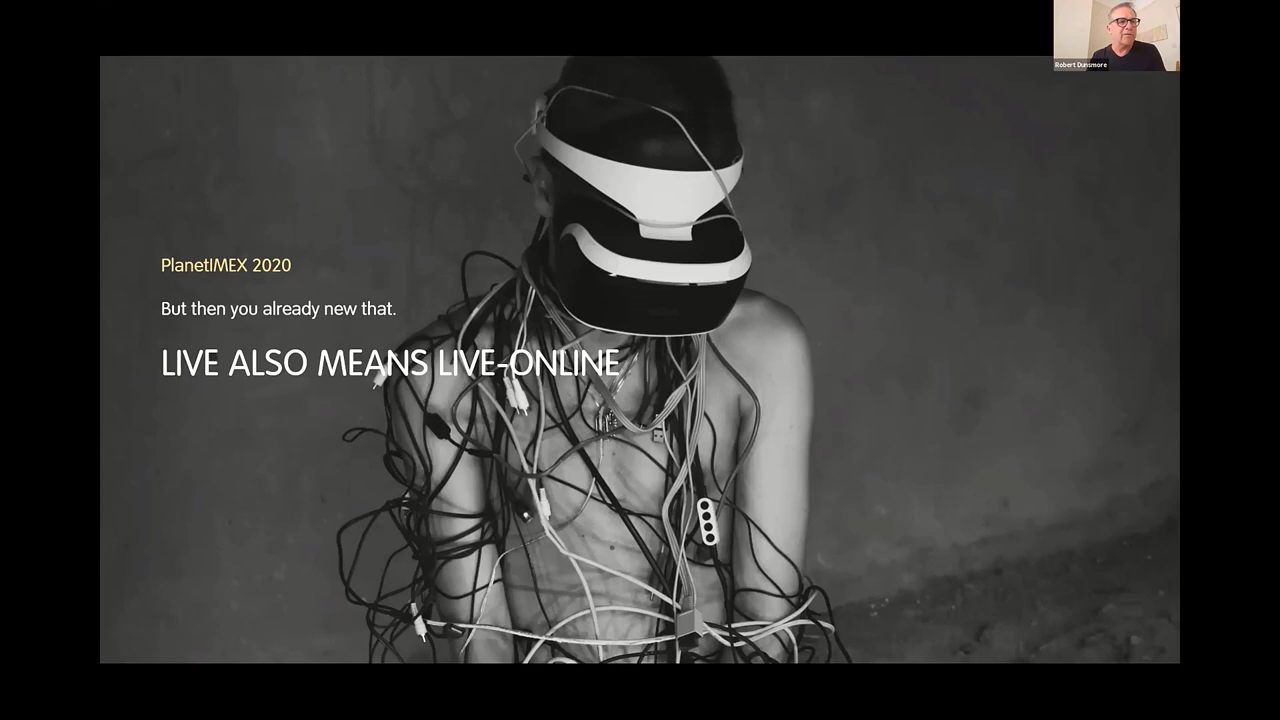 Robert Dunsmore
PlanetIMEX 2020
But then you already new that.
LIVE ALSO MEANS LIVE-ONLINE